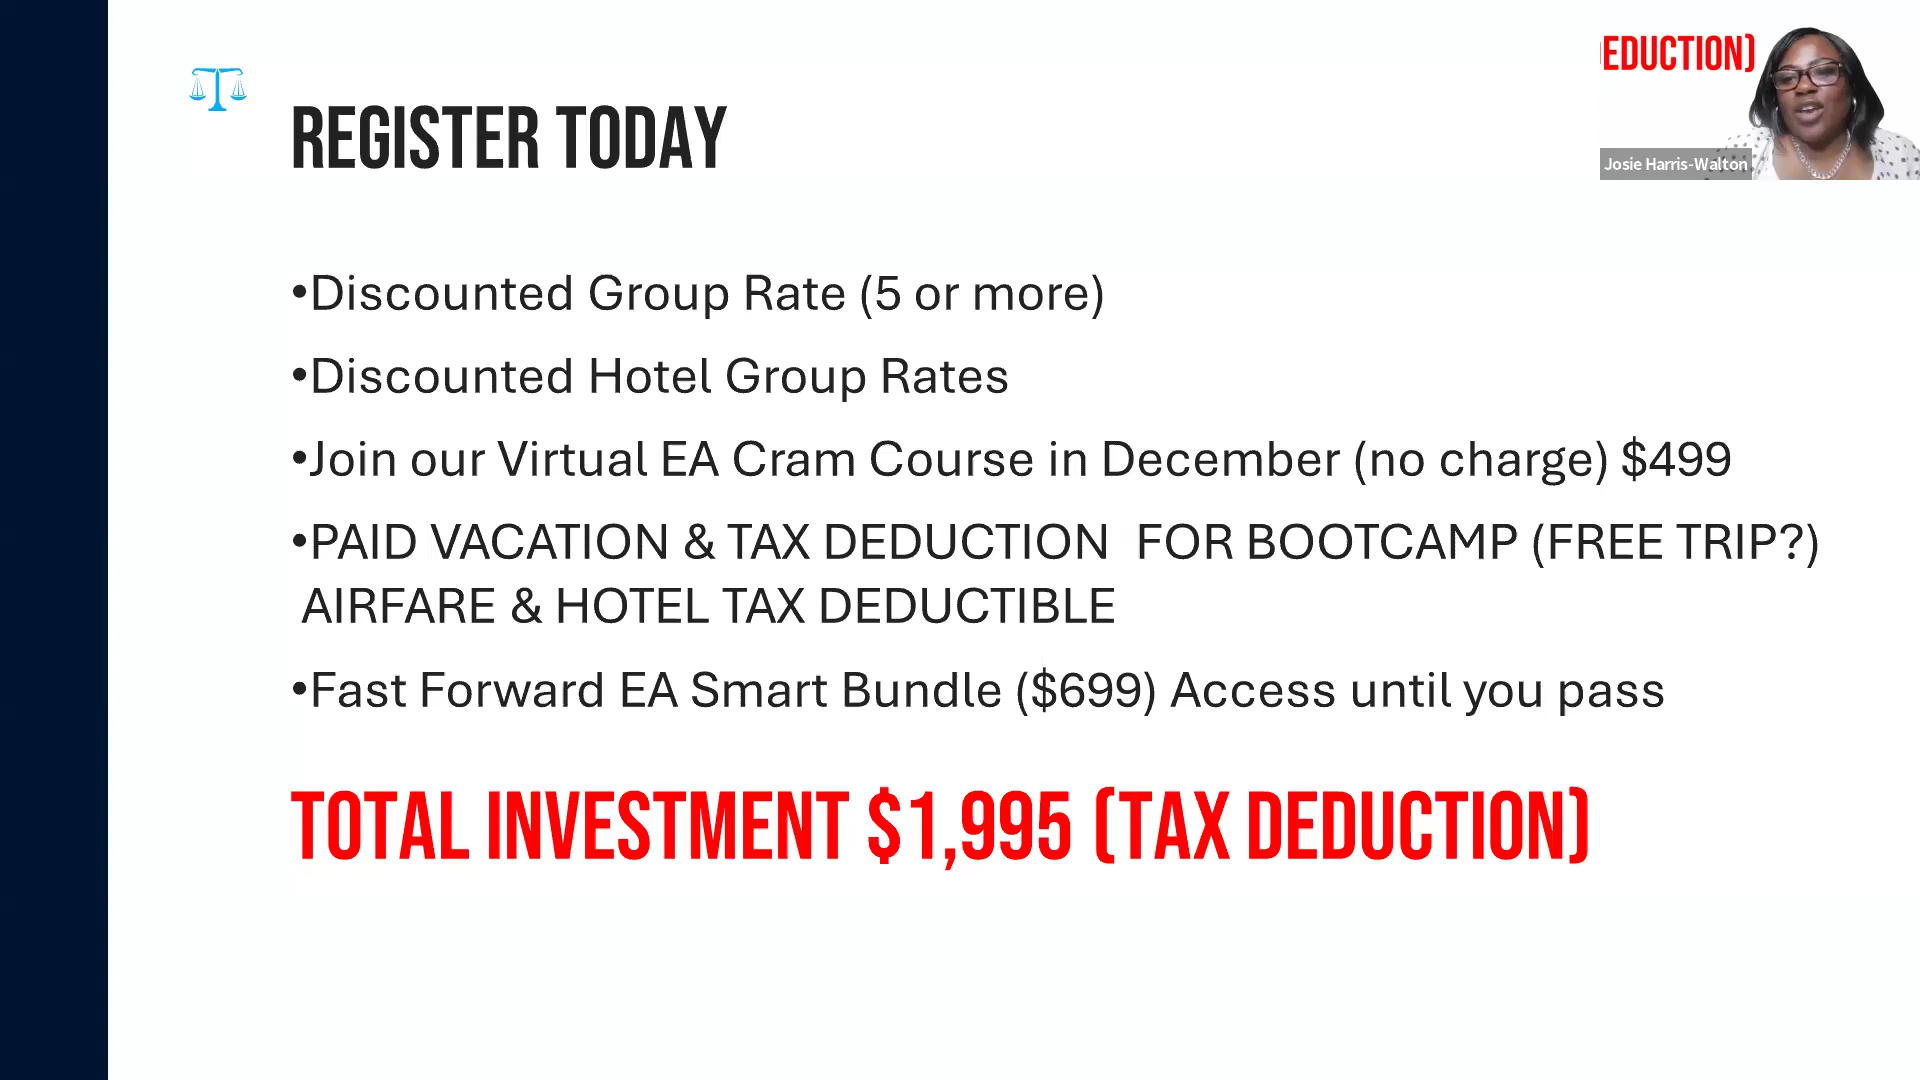 EDUCTION)
Josie Harris-Walton
REGISTER TODAY
•Discounted Group Rate (5 or more)
•Discounted Hotel Group Rates
•Join our Virtual EA Cram Course in December (no charge) $499
•PAID VACATION & TAX DEDUCTION  FOR BOOTCAMP (FREE TRIP?)
AIRFARE & HOTEL TAX DEDUCTIBLE
•Fast Forward EA Smart Bundle ($699) Access until you pass
TOTAL INVESTMENT $1,995 (TAX DEDUCTION)